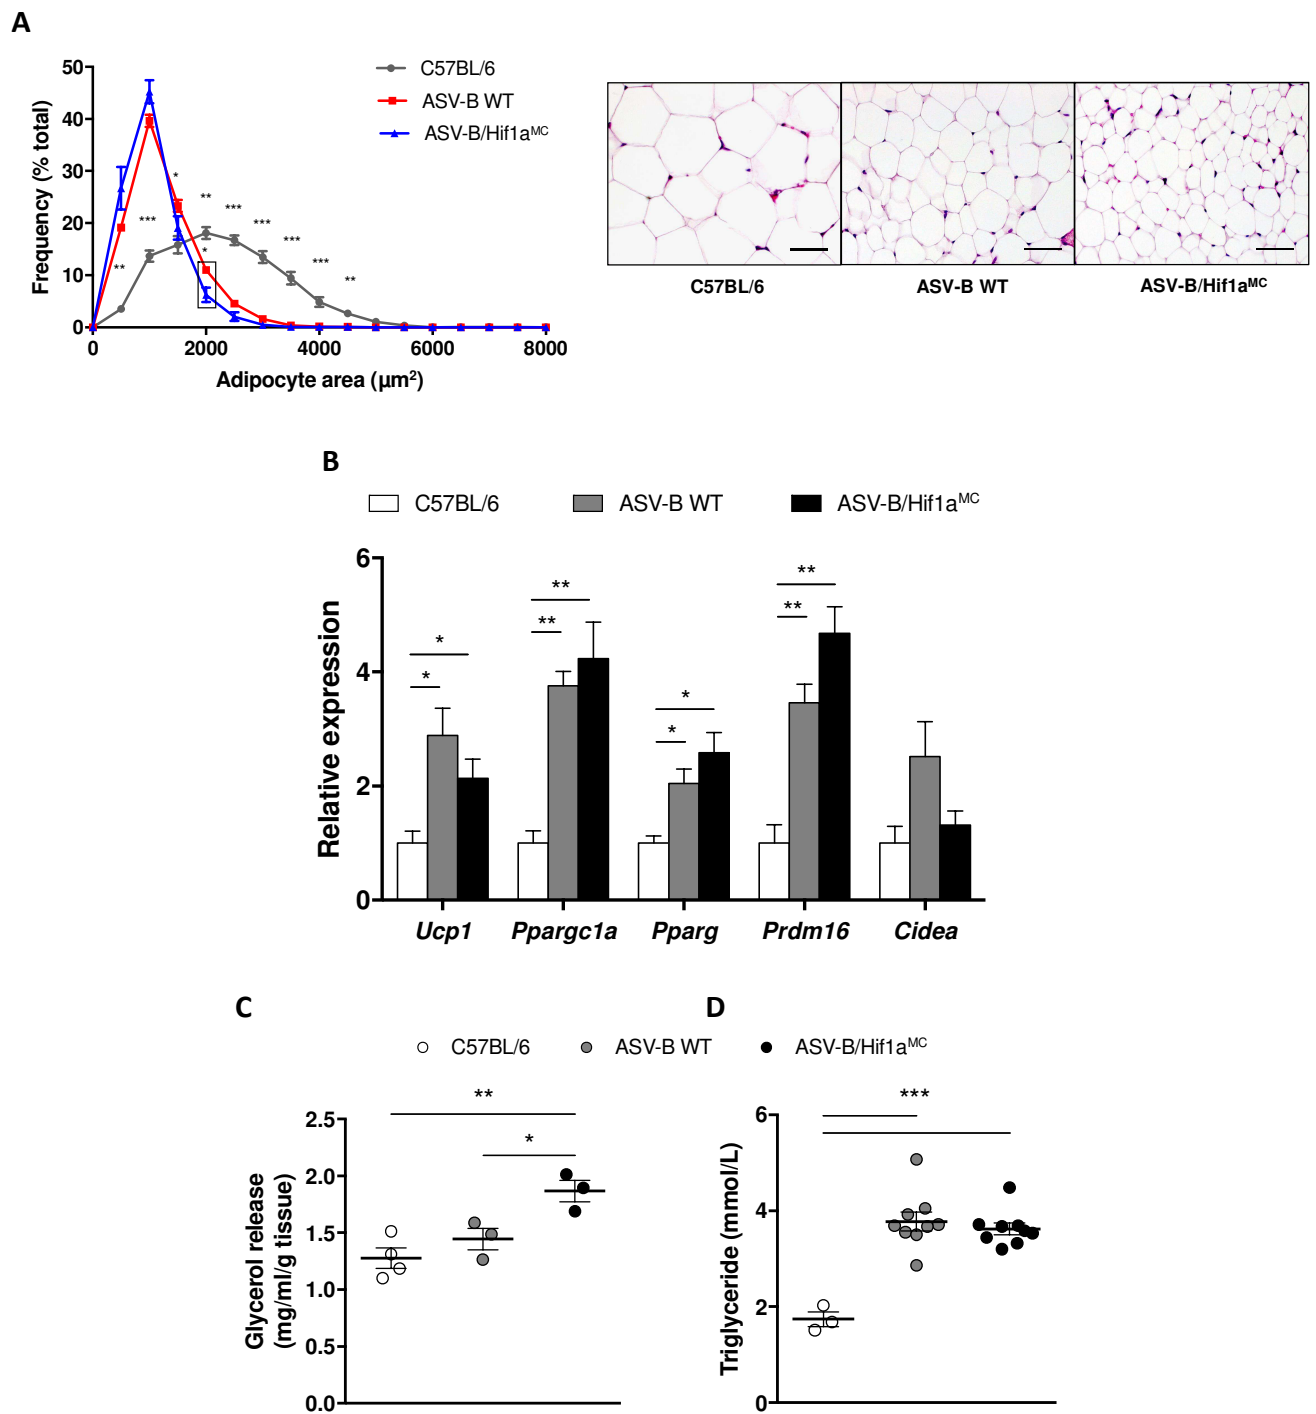 A
C57BL/6
ASV-B WT
ASV-B/Hif1aMC
Frequency (% total)
50
40
30
20
10
0
** *** * ** * *** *** *** *** **
0 2000 4000 6000 8000
Adipocyte area (µm²)
C57BL/6 ASV-B WT ASV-B/Hif1aMC
B
C57BL/6 ASV-B WT ASV-B/Hif1aMC
Relative expression
6
4
2
0
* * ** ** * * ** **
Ucp1 Ppargc1a Pparg Prdm16 Cidea
C D
C57BL/6 ASV-B WT ASV-B/Hif1aMC
Glycerol release
(mg/ml/g tissue)
2.5
2.0
1.5
1.0
0.5
0.0
**
*
Triglyceride (mmol/L)
6
4
2
0
***